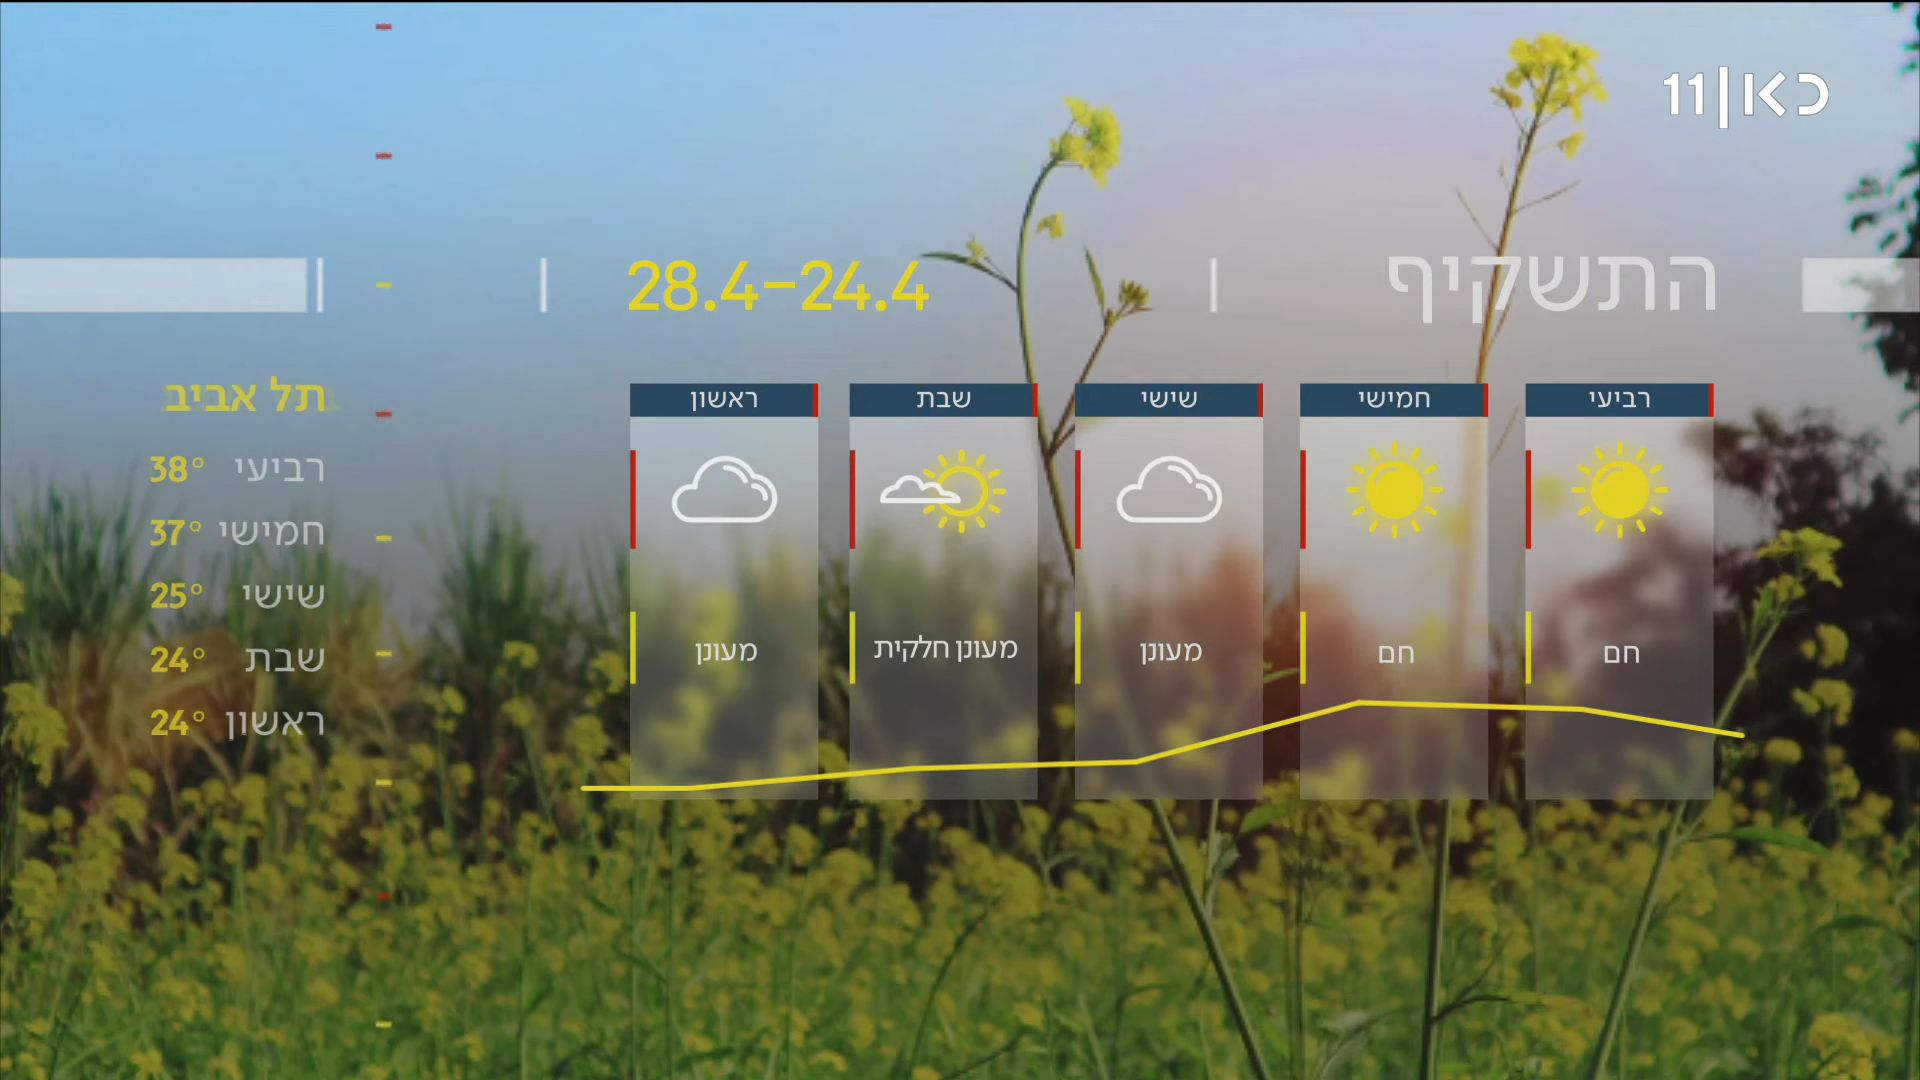 כאן|11
התשקיף
28.4-24.4
רביעי
חמישי
שישי
שבת
ראשון
חם
חם
מעונן
מעונן חלקית
מעונן
תל אביב
רביעי 38°
חמישי 37°
שישי 25°
שבת 24°
ראשון 24°